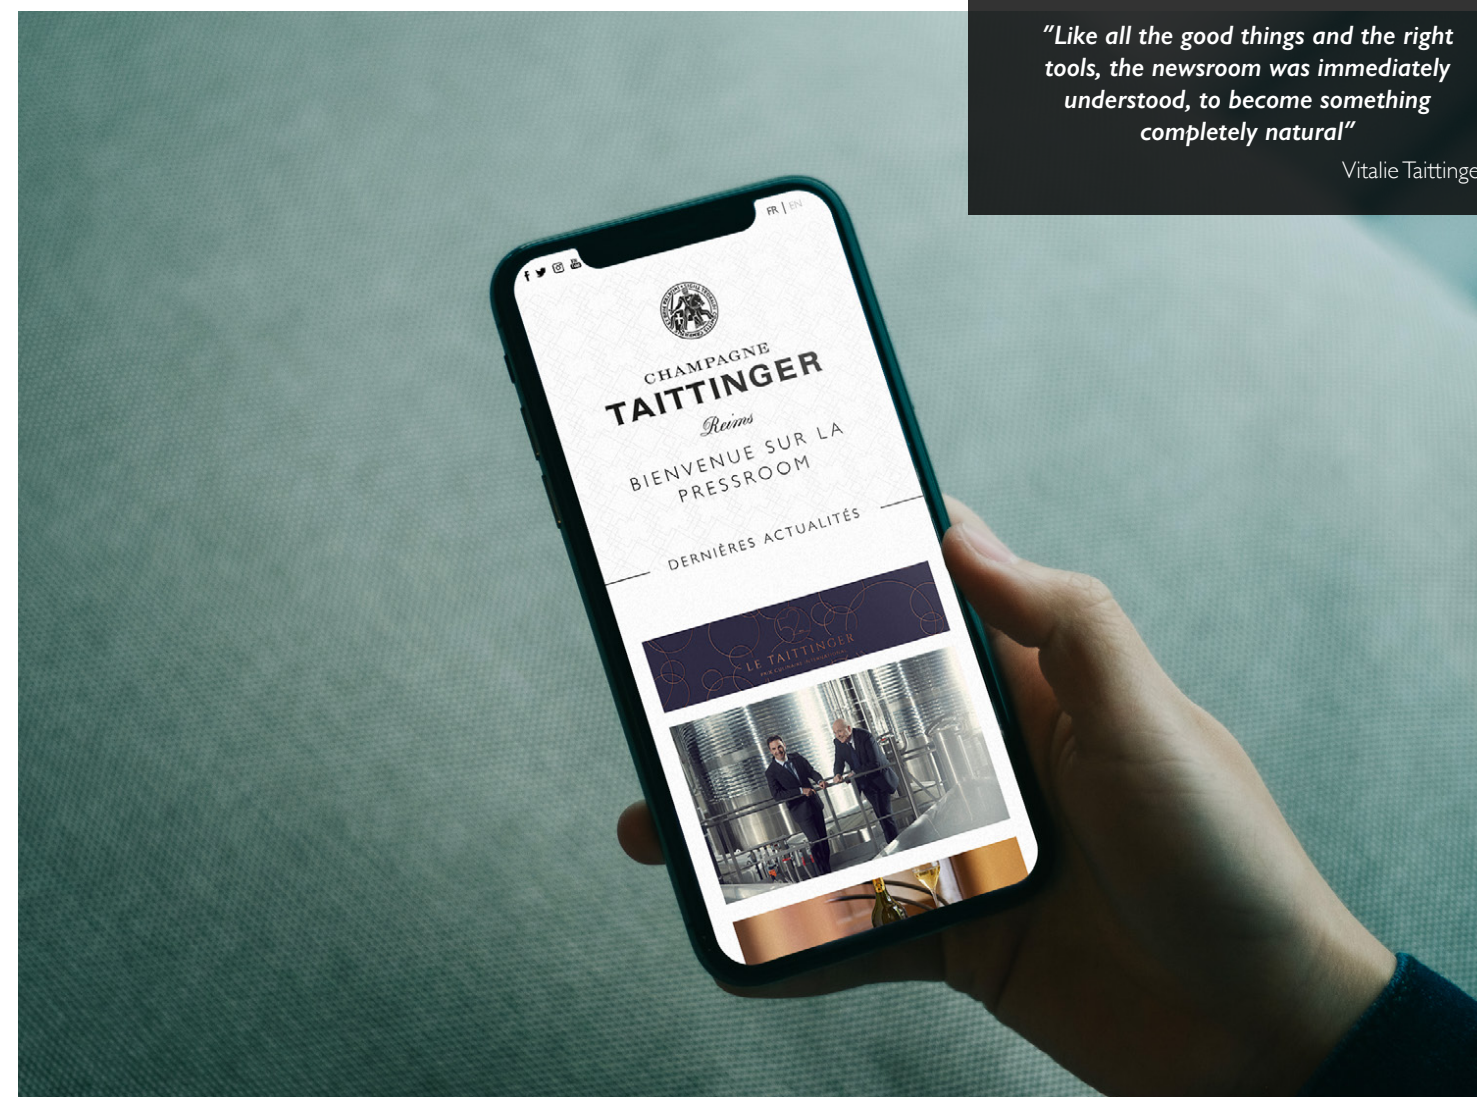 "Like all the good things and the right
tools, the newsroom was immediately
understood, to become something
completely natural"
Vitalie Taittinge
FR | EN
CHAMPAGNE
TAITTINGER
Reims
BIENVENUE SUR LA
PRESSROOM
DERNIÈRES ACTUALITÉS
52
LE TAITTINGER